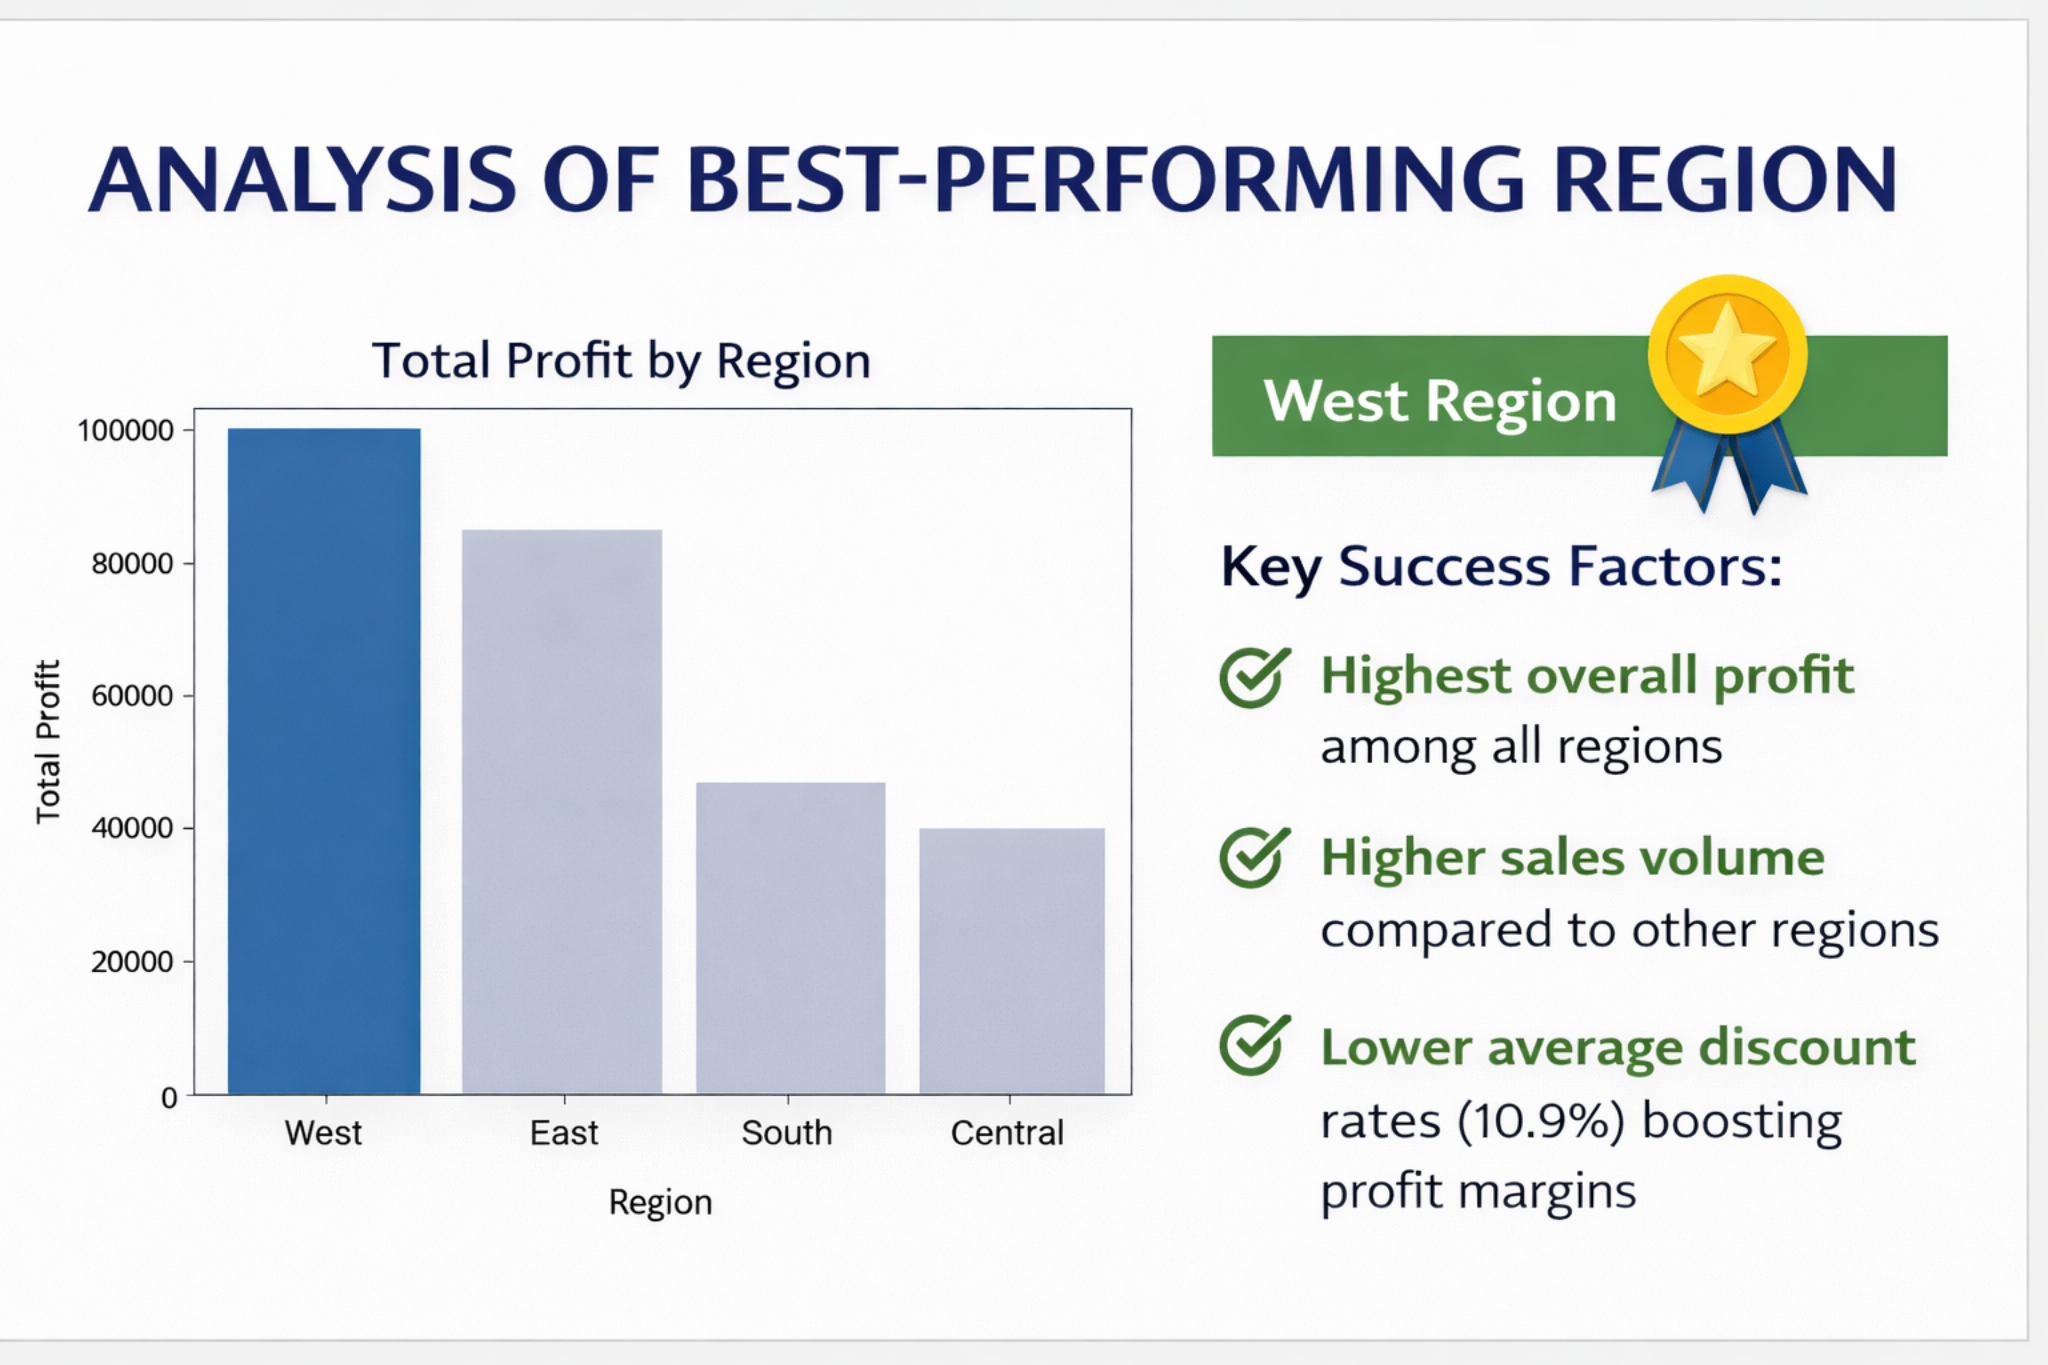 ANALYSIS OF BEST-PERFORMING REGION
Total Profit by Region
100000
80000
60000
40000
20000
0
Total Profit
West
East
South
Central
Region
West Region
Key Success Factors:
Highest overall profit
among all regions
Higher sales volume
compared to other regions
Lower average discount
rates (10.9%) boosting
profit margins